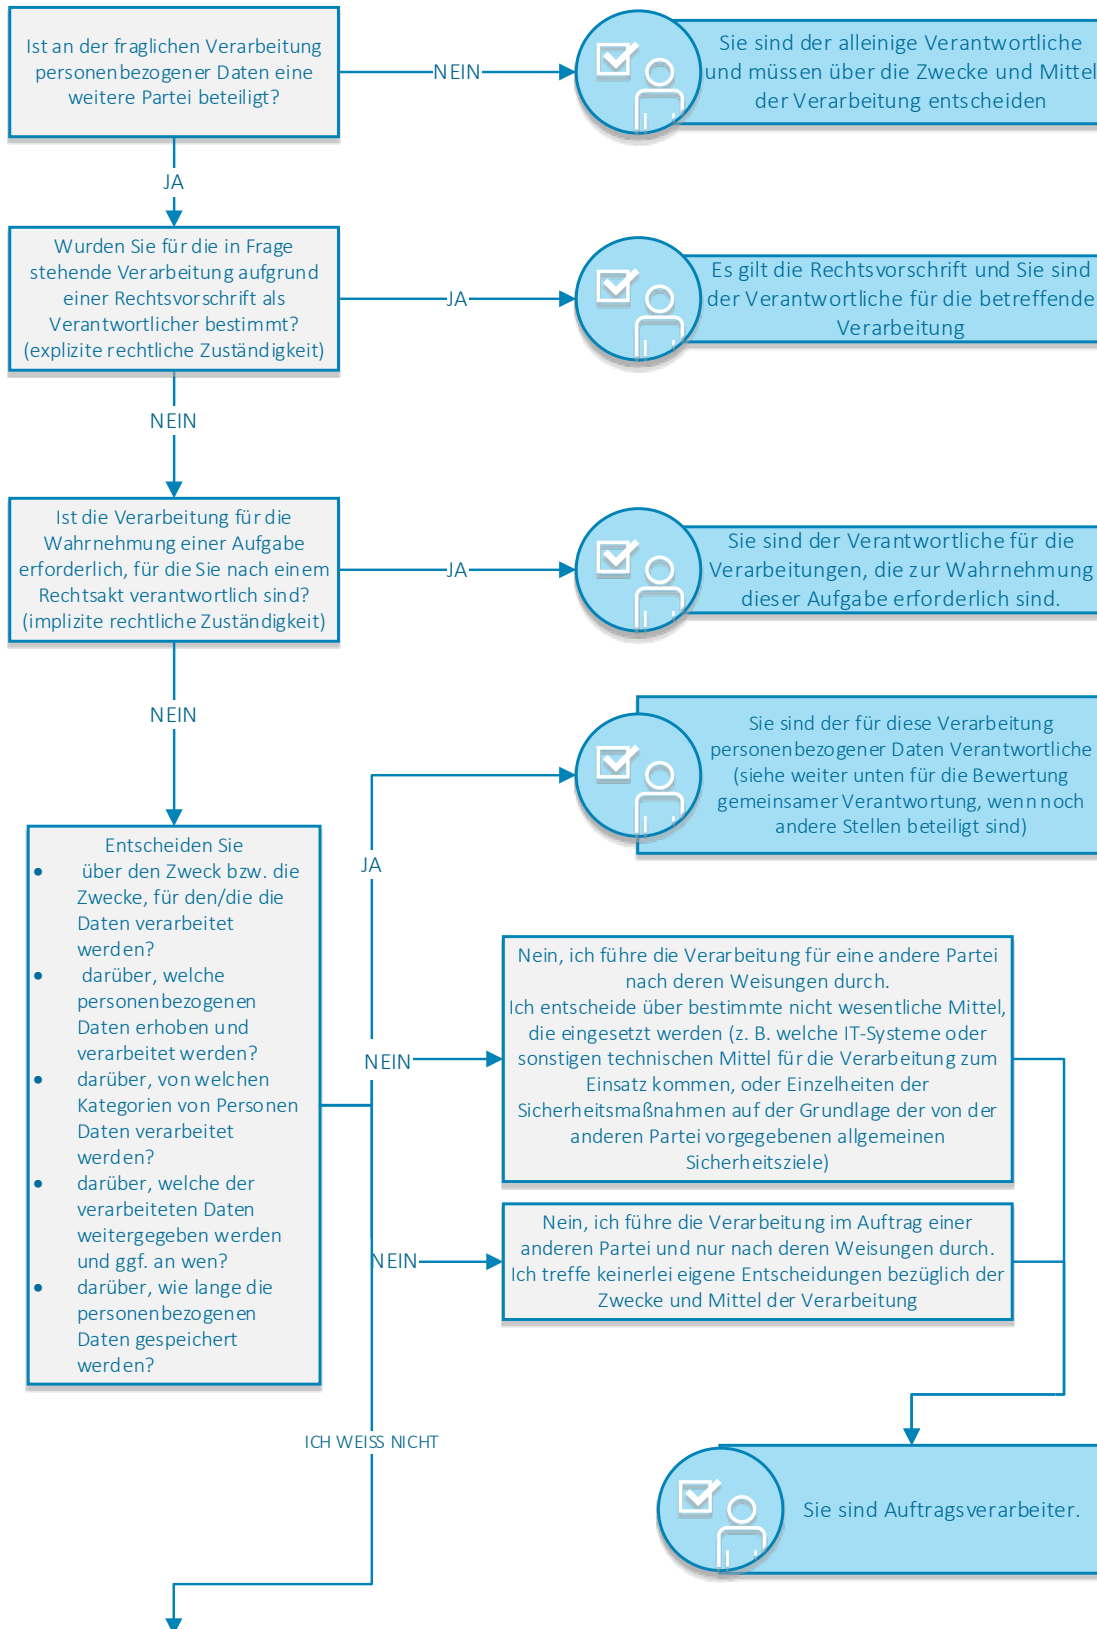 Ist an der fraglichen Verarbeitung
personenbezogener Daten eine
weitere Partei beteiligt?
NEIN
Sie sind der alleinige Verantwortliche
und müssen über die Zwecke und Mittel
der Verarbeitung entscheiden
JA
Wurden Sie für die in Frage
stehende Verarbeitung aufgrund
einer Rechtsvorschrift als
Verantwortlicher bestimmt?
(explizite rechtliche Zuständigkeit)
JA
Es gilt die Rechtsvorschrift und Sie sind
der Verantwortliche für die betreffende
Verarbeitung
NEIN
Ist die Verarbeitung für die
Wahrnehmung einer Aufgabe
erforderlich, für die Sie nach einem
Rechtsakt verantwortlich sind?
(implizite rechtliche Zuständigkeit)
JA
Sie sind der Verantwortliche für die
Verarbeitungen, die zur Wahrnehmung
dieser Aufgabe erforderlich sind.
NEIN
Sie sind der für diese Verarbeitung
personenbezogener Daten Verantwortliche
(siehe weiter unten für die Bewertung
gemeinsamer Verantwortung, wenn noch
andere Stellen beteiligt sind)
Entscheiden Sie
• über den Zweck bzw. die
Zwecke, für den/die die
Daten verarbeitet
werden?
• darüber, welche
personenbezogenen
Daten erhoben und
verarbeitet werden?
• darüber, von welchen
Kategorien von Personen
Daten verarbeitet
werden?
• darüber, welche der
verarbeiteten Daten
weitergegeben werden
und ggf. an wen?
• darüber, wie lange die
personenbezogenen
Daten gespeichert
werden?
JA
NEIN
Nein, ich führe die Verarbeitung für eine andere Partei
nach deren Weisungen durch.
Ich entscheide über bestimmte nicht wesentliche Mittel,
die eingesetzt werden (z. B. welche IT-Systeme oder
sonstigen technischen Mittel für die Verarbeitung zum
Einsatz kommen, oder Einzelheiten der
Sicherheitsmaßnahmen auf der Grundlage der von der
anderen Partei vorgegebenen allgemeinen
Sicherheitsziele)
NEIN
Nein, ich führe die Verarbeitung im Auftrag einer
anderen Partei und nur nach deren Weisungen durch.
Ich treffe keinerlei eigene Entscheidungen bezüglich der
Zwecke und Mittel der Verarbeitung
ICH WEISS NICHT
Sie sind Auftragsverarbeiter.